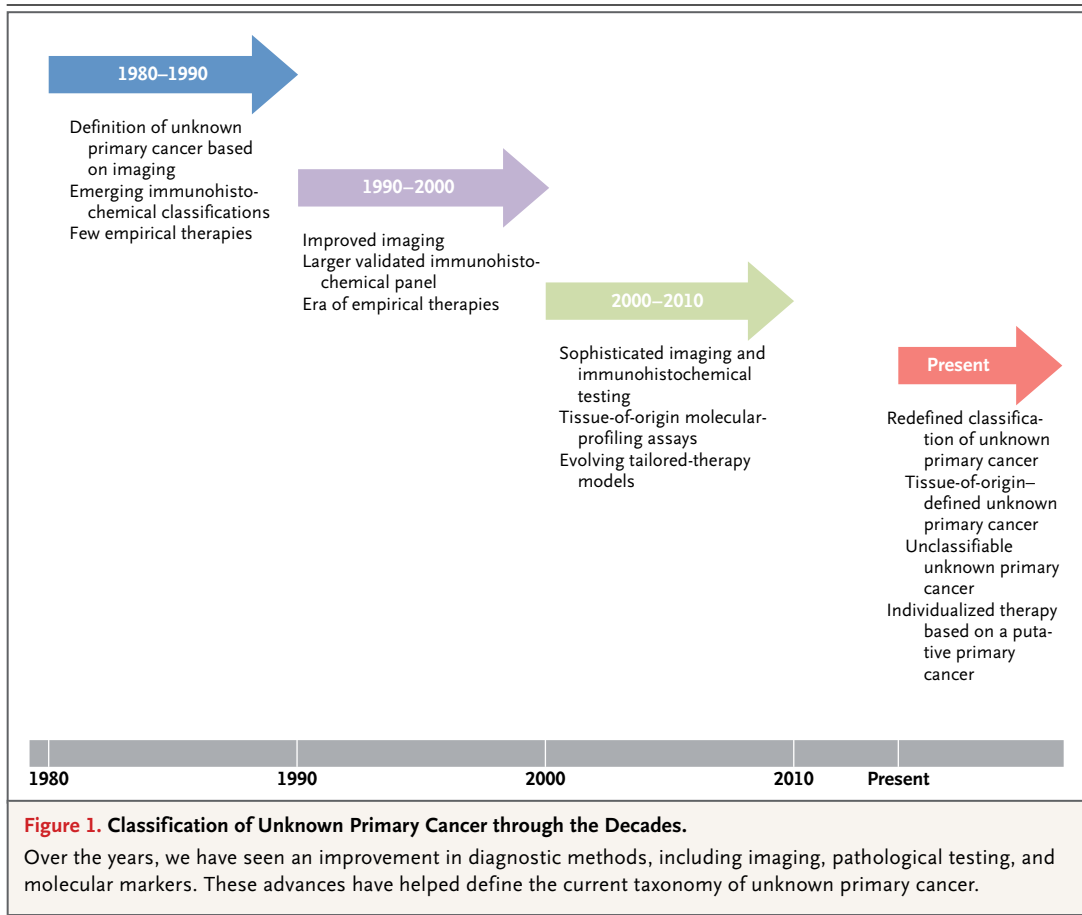 1980–1990
Definition of unknown
primary cancer based
on imaging
Emerging immunohisto-
chemical classifications
Few empirical therapies
1990–2000
Improved imaging
Larger validated immunohisto-
chemical panel
Era of empirical therapies
2000–2010
Sophisticated imaging and
immunohistochemical
testing
Tissue-of-origin molecular-
profiling assays
Evolving tailored-therapy
models
Present
Redefined classifica-
tion of unknown
primary cancer
Tissue-of-origin–
defined unknown
primary cancer
Unclassifiable
unknown primary
cancer
Individualized therapy
based on a puta-
tive primary
cancer
1980 1990 2000 2010 Present
Figure 1. Classification of Unknown Primary Cancer through the Decades.
Over the years, we have seen an improvement in diagnostic methods, including imaging, pathological testing, and
molecular markers. These advances have helped define the current taxonomy of unknown primary cancer.